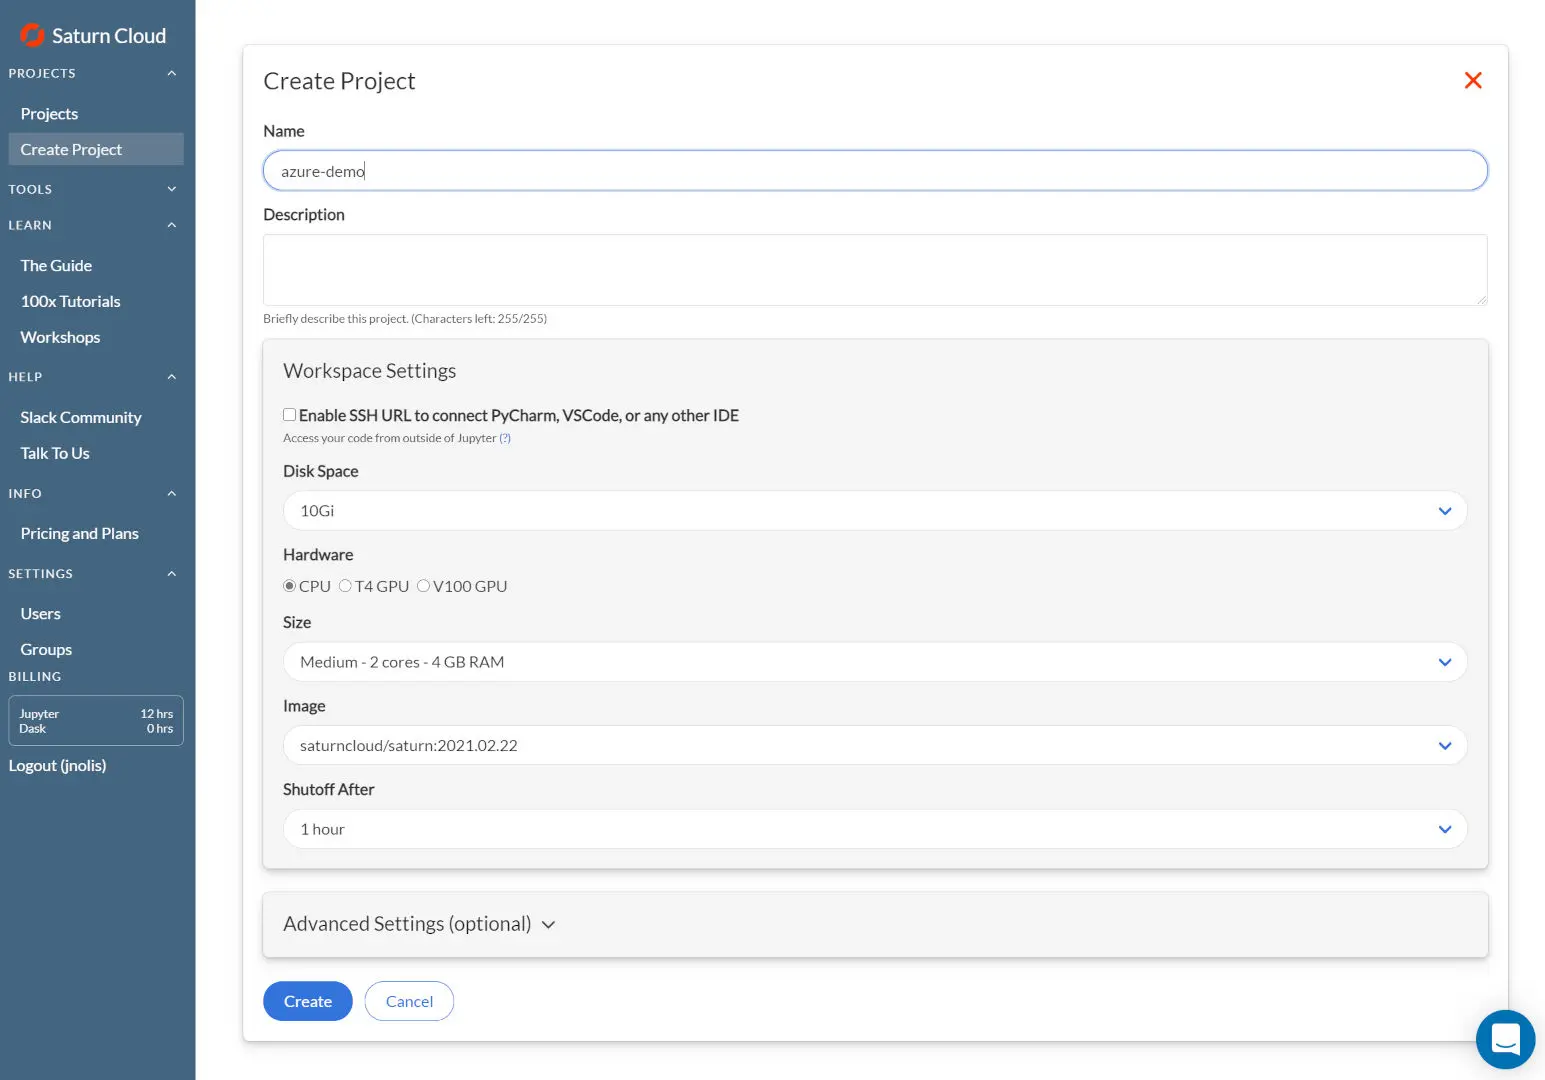 Saturn Cloud
PROJECTS
Projects
Create Project
TOOLS
LEARN
The Guide
100x Tutorials
Workshops
HELP
Slack Community
Talk To Us
INFO
Pricing and Plans
SETTINGS
Users
Groups
BILLING
Jupyter 12 hrs
Dask 0 hrs
Logout (jnolis)
Create Project
Name
azure-demo
Description
Briefly describe this project. (Characters left: 255/255)
Workspace Settings
Enable SSH URL to connect PyCharm, VSCode, or any other IDE
Access your code from outside of Jupyter (?)
Disk Space
10Gi
Hardware
CPU T4 GPU V100 GPU
Size
Medium - 2 cores - 4 GB RAM
Image
saturncloud/saturn:2021.02.22
Shutoff After
1 hour
Advanced Settings (optional)
Create Cancel